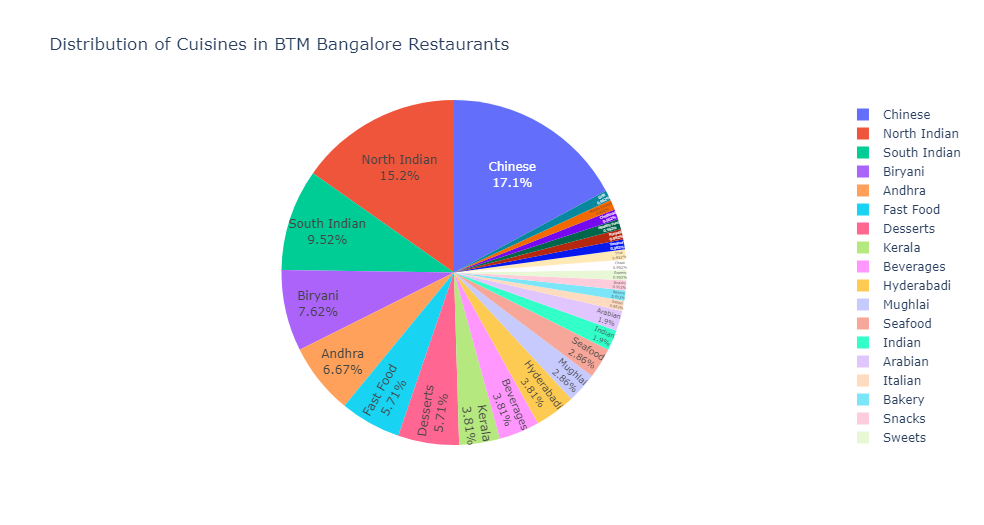 Distribution of Cuisines in BTM Bangalore Restaurants
Chinese
17.1%
North Indian
15.2%
South Indian
9.52%
Biryani
7.62%
Andhra
6.67%
Fast Food
5.71%
Desserts
5.71%
Kerala
3.81%
Beverages
3.81%
Hyderabadi
3.81%
Mughlai
2.86%
Seafood
2.86%
Indian
1.9%
Arabian
1.9%
Chinese
North Indian
South Indian
Biryani
Andhra
Fast Food
Desserts
Kerala
Beverages
Hyderabadi
Mughlai
Seafood
Indian
Arabian
Italian
Bakery
Snacks
Sweets